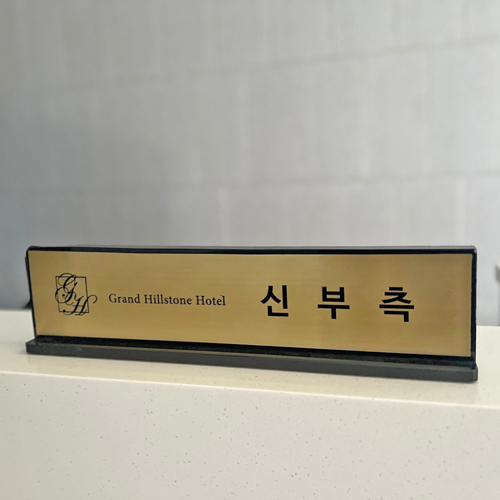 GH Grand Hillstone Hotel 신부측